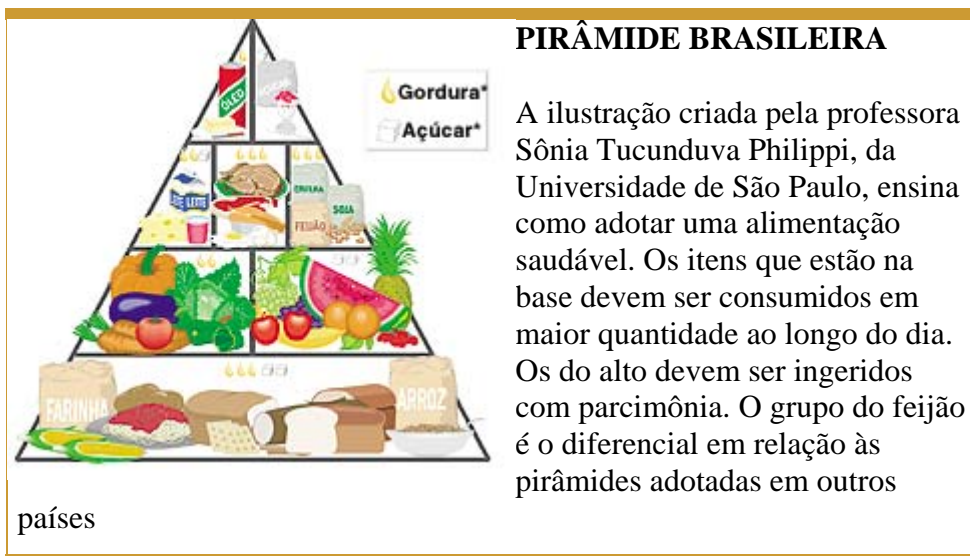 PIRÂMIDE BRASILEIRA
A ilustração criada pela professora
Sônia Tucunduva Philippi, da
Universidade de São Paulo, ensina
como adotar uma alimentação
saudável. Os itens que estão na
base devem ser consumidos em
maior quantidade ao longo do dia.
Os do alto devem ser ingeridos
com parcimônia. O grupo do feijão
é o diferencial em relação às
pirâmides adotadas em outros
países
Gordura*
Açúcar*
ÓLEO
LEITE
ERVILHA
SOJA
FEIJÃO
FARINHA
ARROZ